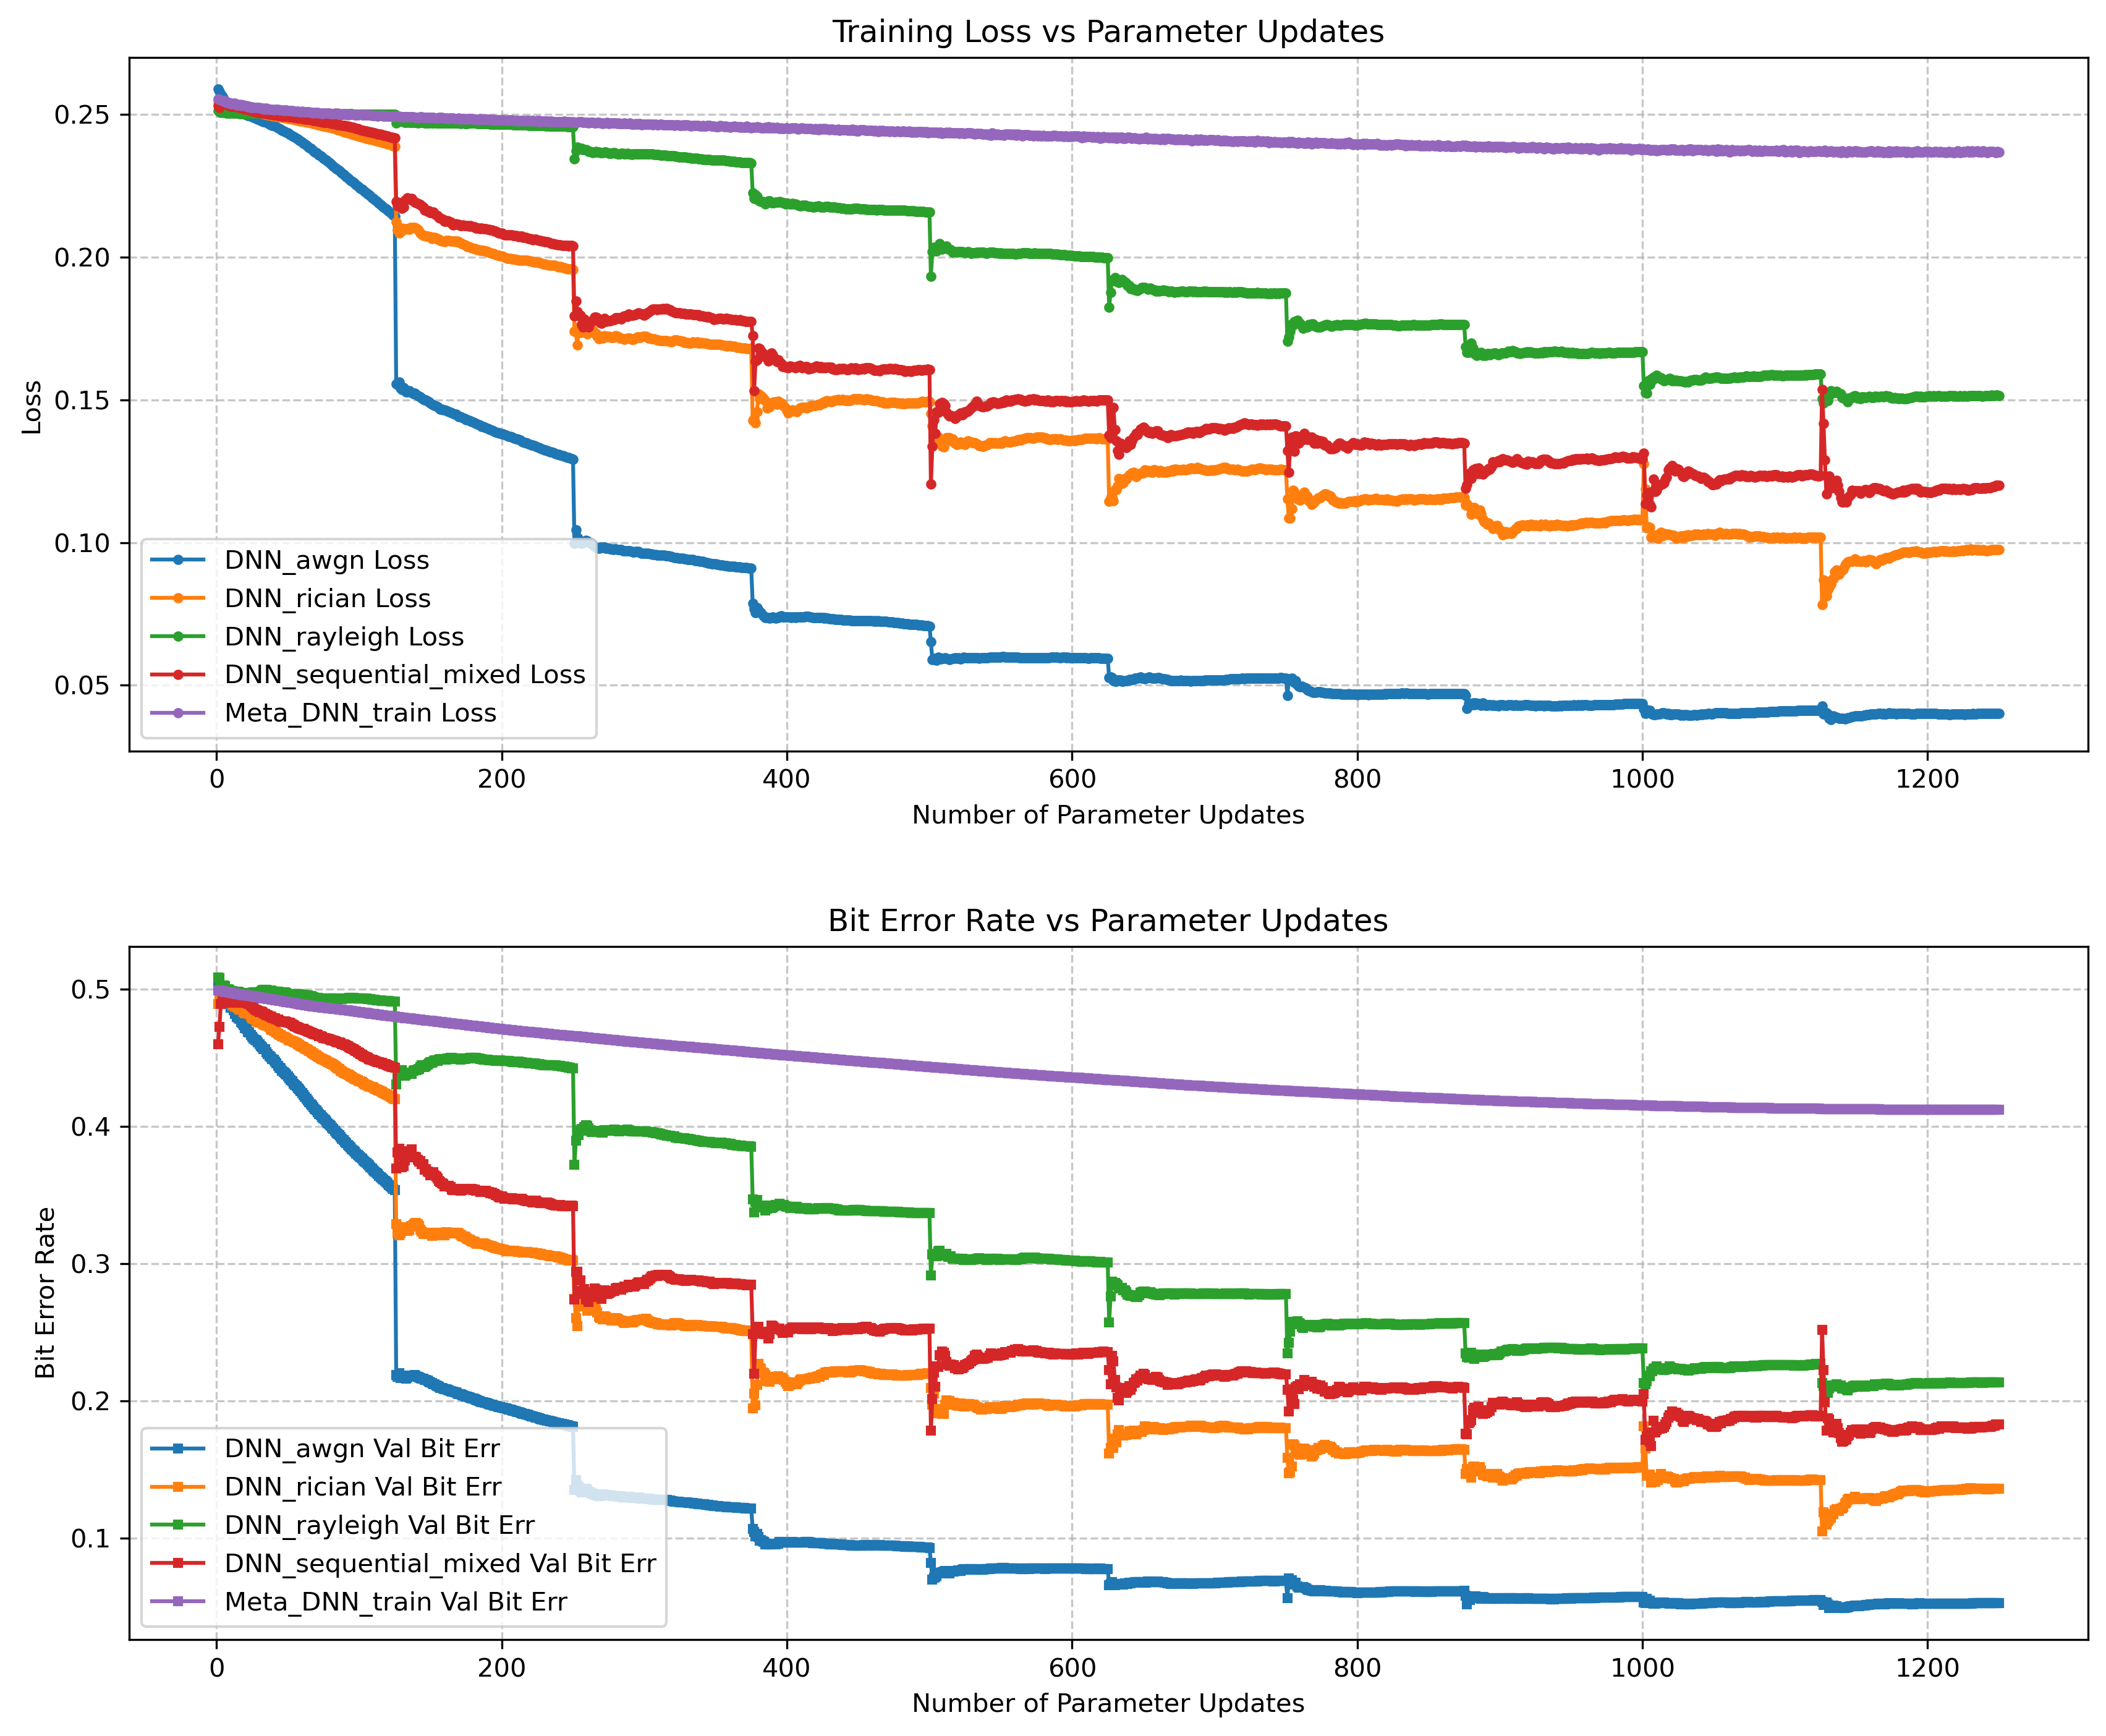 Training Loss vs Parameter Updates
0.25
0.20
0.15
0.10
0.05
Loss
DNN_awgn Loss
DNN_rician Loss
DNN_rayleigh Loss
DNN_sequential_mixed Loss
Meta_DNN_train Loss
0 200 400 600 800 1000 1200
Number of Parameter Updates
Bit Error Rate vs Parameter Updates
0.5
0.4
0.3
0.2
0.1
Bit Error Rate
DNN_awgn Val Bit Err
DNN_rician Val Bit Err
DNN_rayleigh Val Bit Err
DNN_sequential_mixed Val Bit Err
Meta_DNN_train Val Bit Err
0 200 400 600 800 1000 1200
Number of Parameter Updates